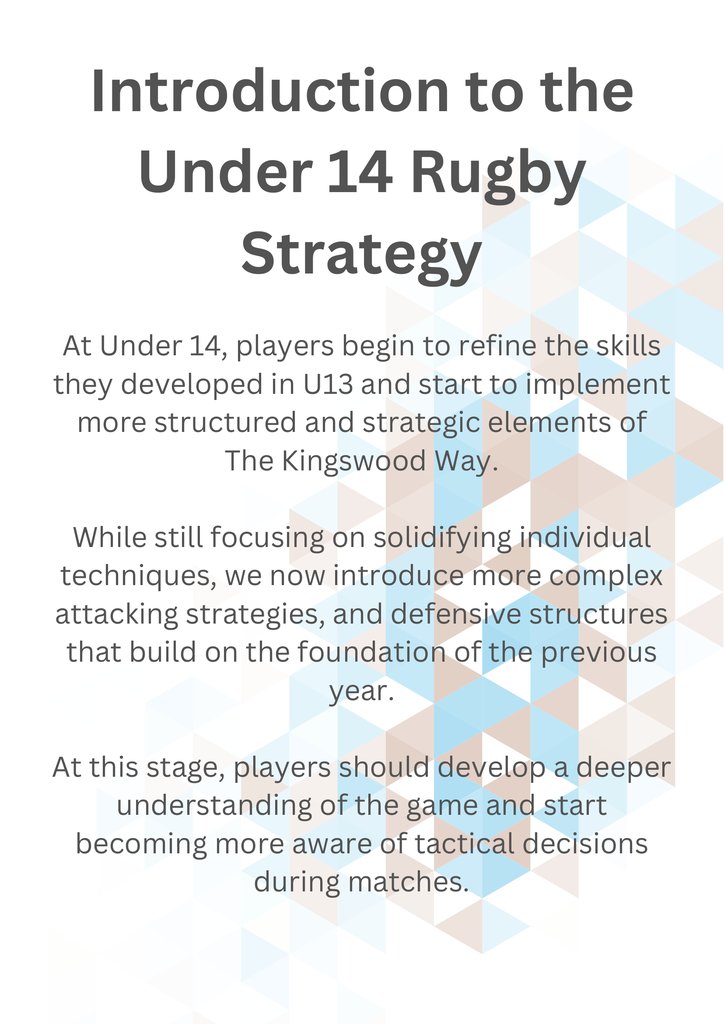 Introduction to the
Under 14 Rugby
Strategy
At Under 14, players begin to refine the skills
they developed in U13 and start to implement
more structured and strategic elements of
The Kingswood Way.
While still focusing on solidifying individual
techniques, we now introduce more complex
attacking strategies, and defensive structures
that build on the foundation of the previous
year.
At this stage, players should develop a deeper
understanding of the game and start
becoming more aware of tactical decisions
during matches.